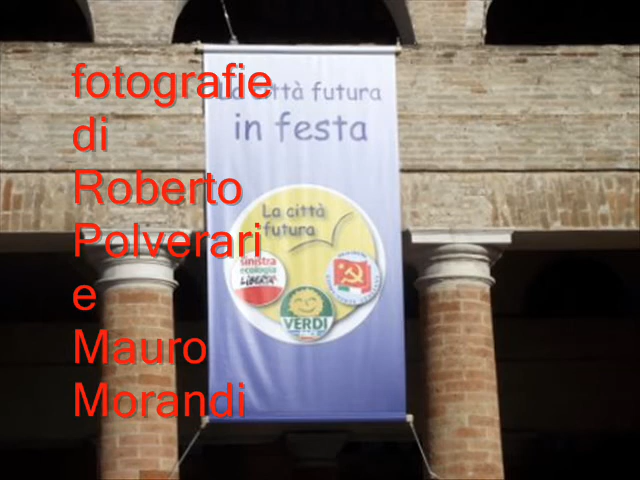 fotografie
di
Roberto
Polverari
e
Mauro
Morandi
La città futura
in festa
La città
futura
sinistra
ecologia
LIBERTÀ
VERDI